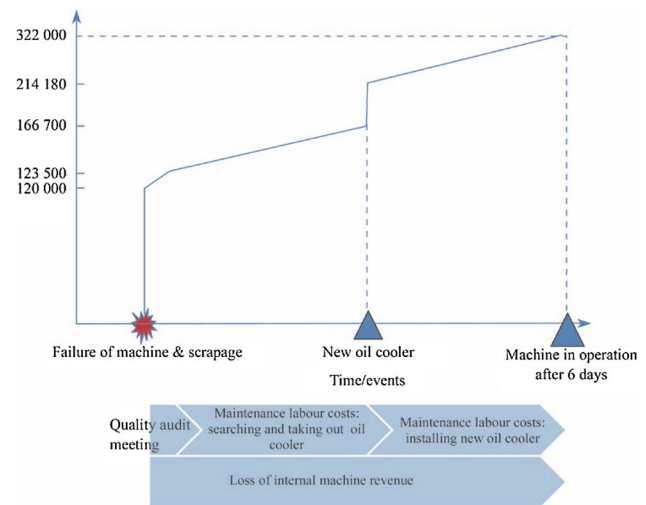 322 000
214 180
166 700
123 500
120 000
Failure of machine & scrapage
New oil cooler
Machine in operation
after 6 days
Time/events
Quality audit
meeting
Maintenance labour costs:
searching and taking out oil
cooler
Maintenance labour costs:
installing new oil cooler
Loss of internal machine revenue